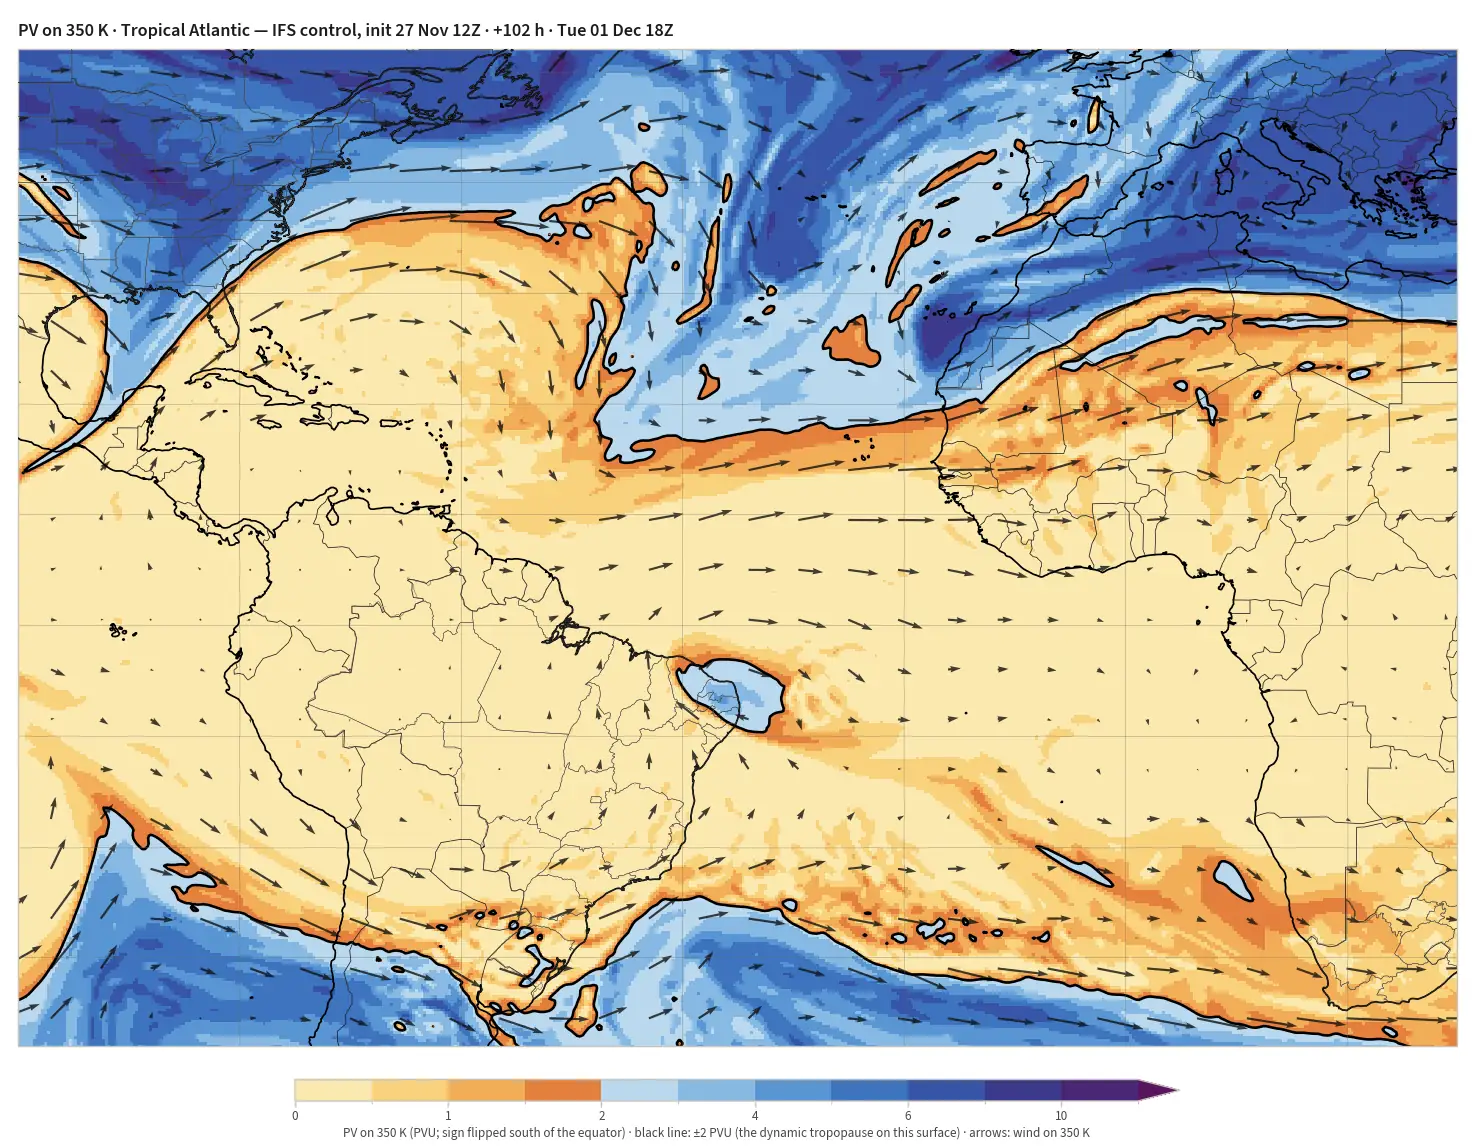 PV on 350 K · Tropical Atlantic — IFS control, init 27 Nov 12Z · +102 h · Tue 01 Dec 18Z
0 1 2 4 6 10
PV on 350 K (PVU; sign flipped south of the equator) · black line: ±2 PVU (the dynamic tropopause on this surface) · arrows: wind on 350 K